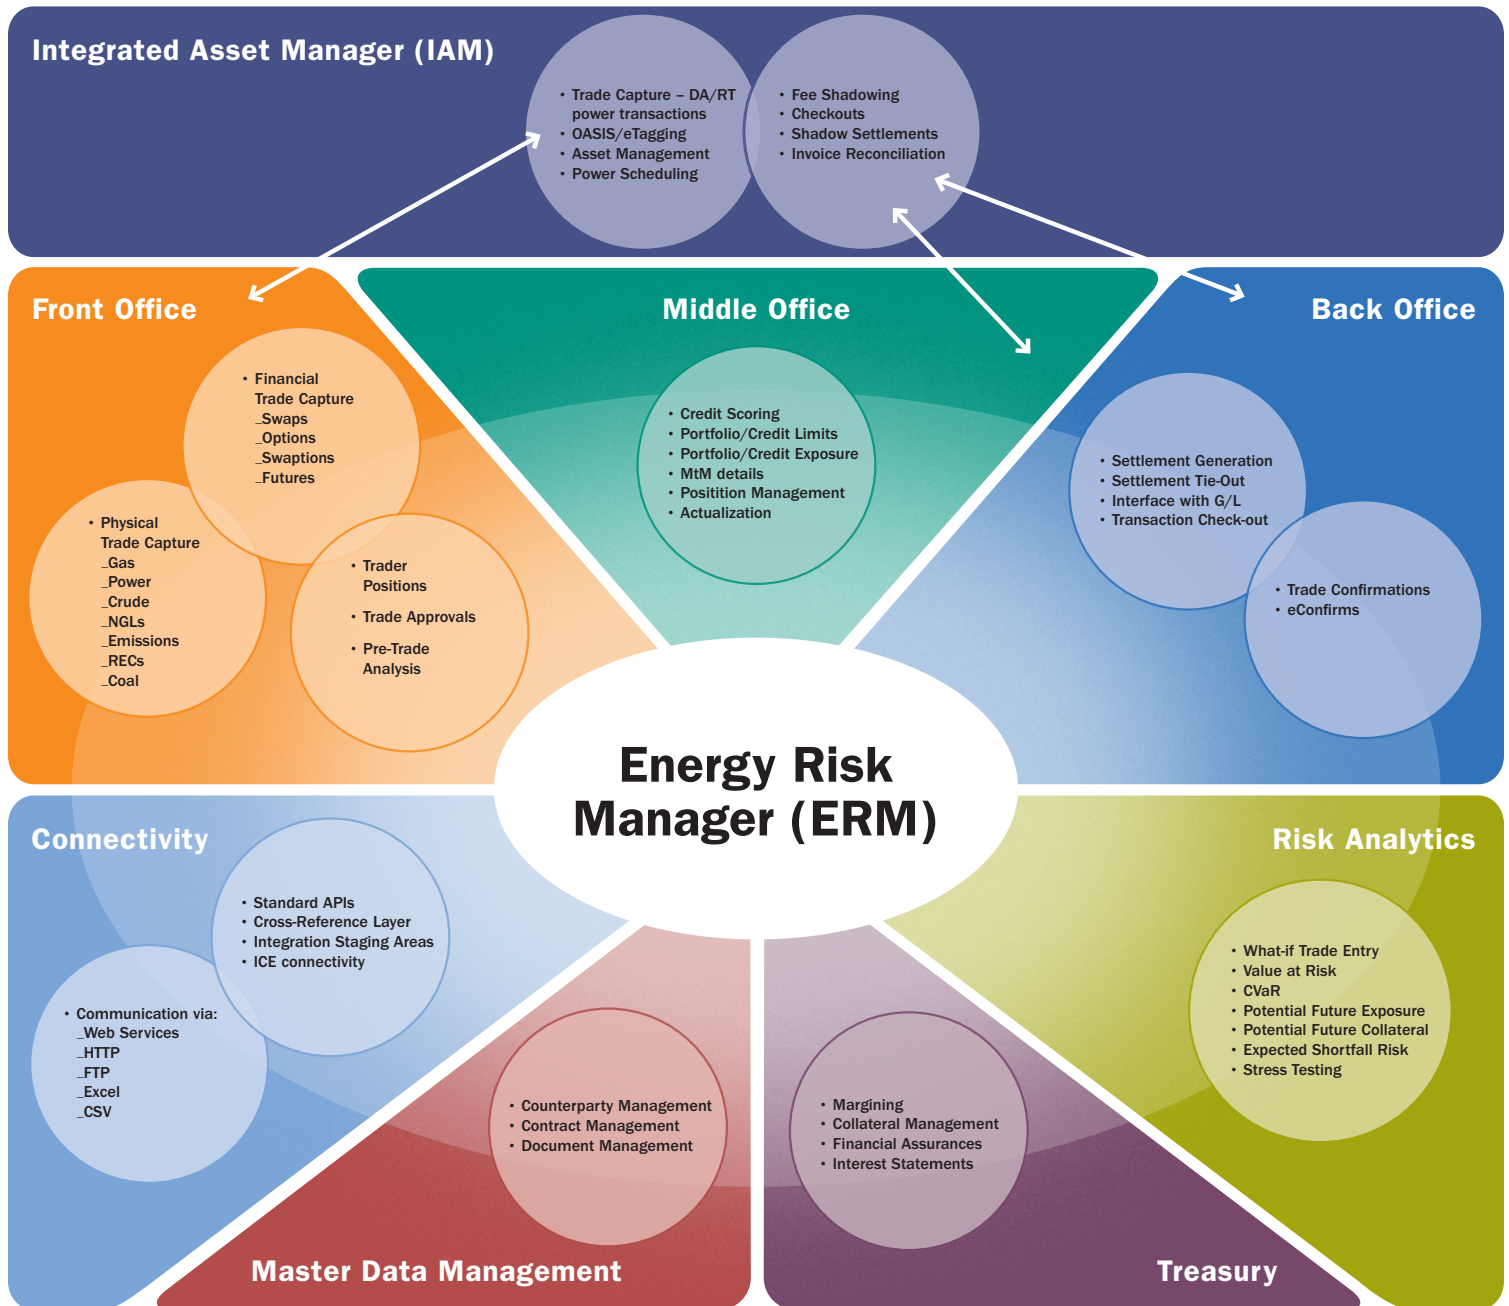 Integrated Asset Manager (IAM)
• Trade Capture – DA/RT
power transactions
• OASIS/eTagging
• Asset Management
• Power Scheduling
• Fee Shadowing
• Checkouts
• Shadow Settlements
• Invoice Reconciliation
Front Office
• Financial
Trade Capture
_Swaps
_Options
_Swaptions
_Futures
• Physical
Trade Capture
_Gas
_Power
_Crude
_NGLs
_Emissions
_RECs
_Coal
• Trader
Positions
• Trade Approvals
• Pre-Trade
Analysis
Middle Office
• Credit Scoring
• Portfolio/Credit Limits
• Portfolio/Credit Exposure
• MtM details
• Positition Management
• Actualization
Back Office
• Settlement Generation
• Settlement Tie-Out
• Interface with G/L
• Transaction Check-out
• Trade Confirmations
• eConfirms
Energy Risk
Manager (ERM)
Connectivity
• Standard APIs
• Cross-Reference Layer
• Integration Staging Areas
• ICE connectivity
• Communication via:
_Web Services
_HTTP
_FTP
_Excel
_CSV
Master Data Management
• Counterparty Management
• Contract Management
• Document Management
Treasury
• Margining
• Collateral Management
• Financial Assurances
• Interest Statements
Risk Analytics
• What-if Trade Entry
• Value at Risk
• CVaR
• Potential Future Exposure
• Potential Future Collateral
• Expected Shortfall Risk
• Stress Testing